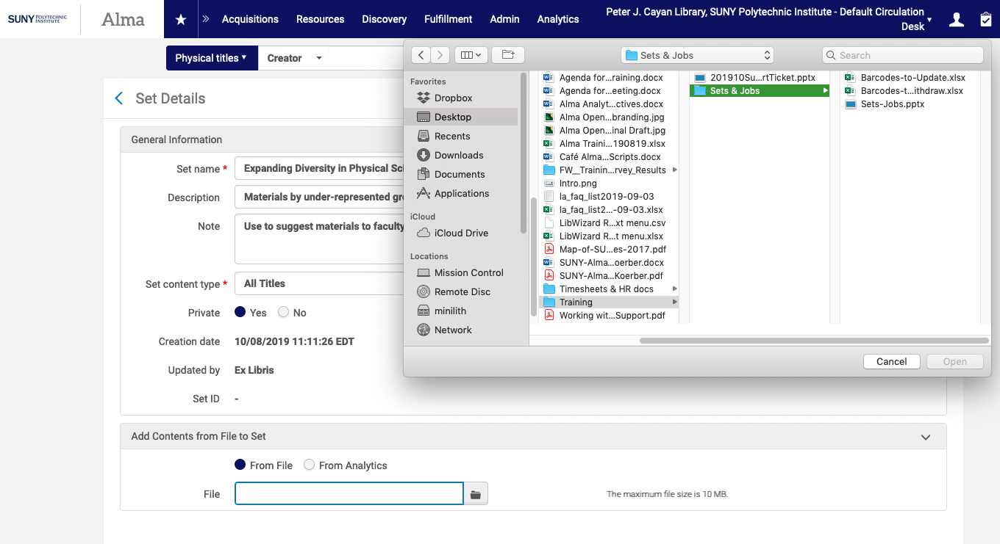 SUNY POLYTECHNIC INSTITUTE
Alma
Acquisitions Resources Discovery Fulfillment Admin Analytics
Peter J. Cayan Library, SUNY Polytechnic Institute - Default Circulation
Desk
Physical titles
Creator
Set Details
General Information
Set name * Expanding Diversity in Physical Sci
Description Materials by under-represented gr
Note Use to suggest materials to faculty
Set content type * All Titles
Private Yes No
Creation date 10/08/2019 11:11:26 EDT
Updated by Ex Libris
Set ID -
Add Contents from File to Set
From File From Analytics
File
The maximum file size is 10 MB.
Sets & Jobs
Search
Favorites
Dropbox
Desktop
Recents
Downloads
Documents
Applications
iCloud
iCloud Drive
Locations
Mission Control
Remote Disc
minilith
Network
Agenda for...raining.docx
Agenda for...eeting.docx
Alma Analyt...ctives.docx
Alma Open...branding.jpg
Alma Open...inal Draft.jpg
Alma Traini...190819.xlsx
Café Alma...Scripts.docx
FW__Trainin...rvey_Results
Intro.png
la_faq_list2019-09-03
la_faq_list2...-09-03.xlsx
LibWizard R...xt menu.csv
LibWizard R...t menu.xlsx
Map-of-SU...es-2017.pdf
SUNY-Alma...oerber.docx
SUNY-Alma...Koerber.pdf
Timesheets & HR docs
Training
Working wit...Support.pdf
201910Su...rtTicket.pptx
Sets & Jobs
Barcodes-to-Update.xlsx
Barcodes-t...ithdraw.xlsx
Sets-Jobs.pptx
Cancel
Open